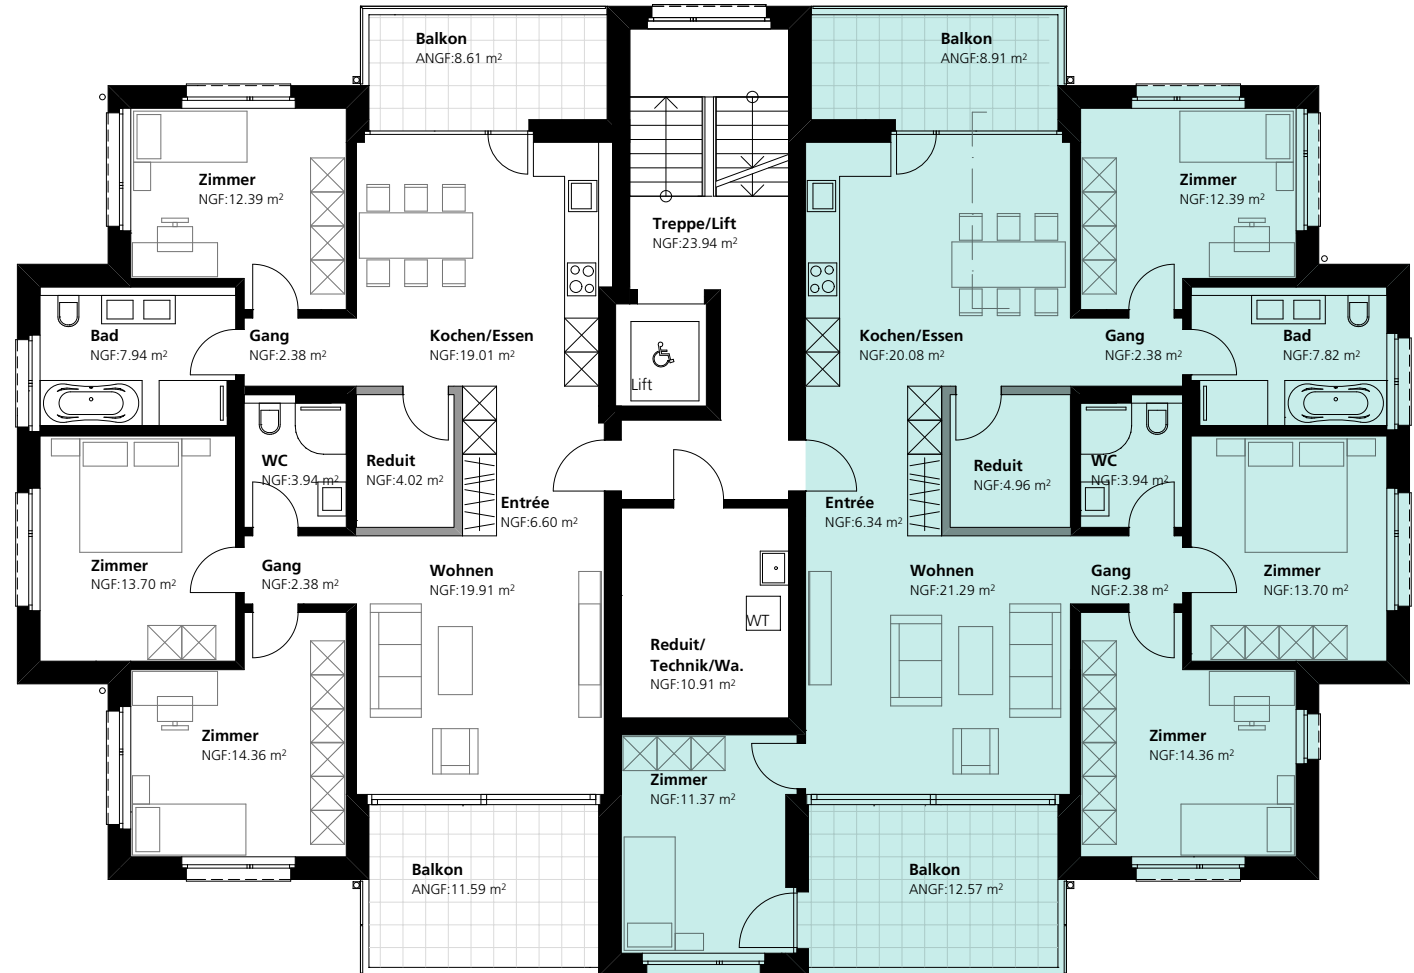 Balkon
ANGF:8.61 m²
Balkon
ANGF:8.91 m²
Zimmer
NGF:12.39 m²
Treppe/Lift
NGF:23.94 m²
Zimmer
NGF:12.39 m²
Bad
NGF:7.94 m²
Gang
NGF:2.38 m²
Kochen/Essen
NGF:19.01 m²
Lift
Kochen/Essen
NGF:20.08 m²
Gang
NGF:2.38 m²
Bad
NGF:7.82 m²
WC
NGF:3.94 m²
Reduit
NGF:4.02 m²
Entrée
NGF:6.60 m²
Entrée
NGF:6.34 m²
Reduit
NGF:4.96 m²
WC
NGF:3.94 m²
Zimmer
NGF:13.70 m²
Gang
NGF:2.38 m²
Wohnen
NGF:19.91 m²
WT
Reduit/
Technik/Wa.
NGF:10.91 m²
Wohnen
NGF:21.29 m²
Gang
NGF:2.38 m²
Zimmer
NGF:13.70 m²
Zimmer
NGF:14.36 m²
Zimmer
NGF:11.37 m²
Zimmer
NGF:14.36 m²
Balkon
ANGF:11.59 m²
Balkon
ANGF:12.57 m²